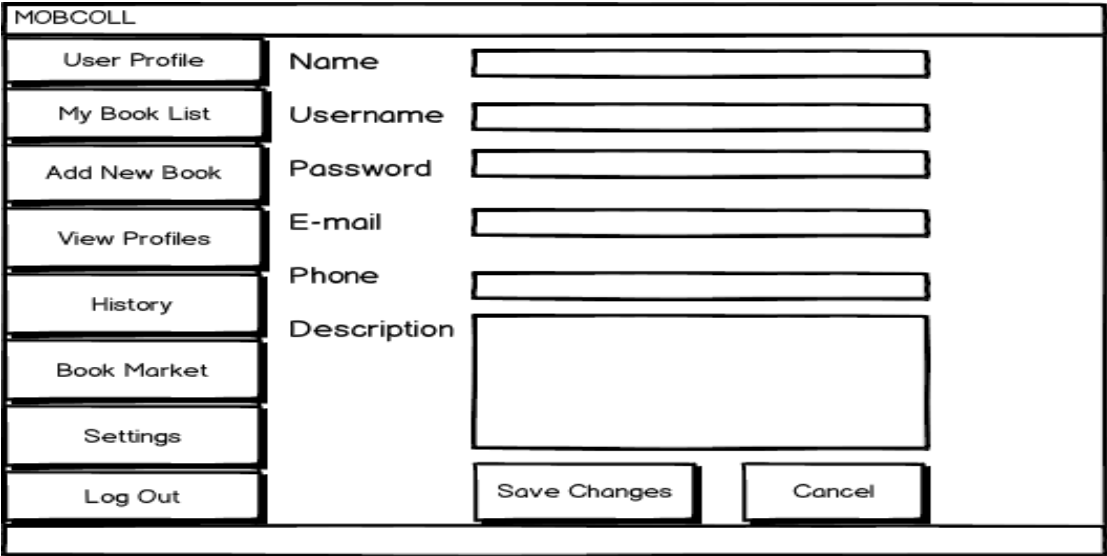 MOBCOLL
User Profile
My Book List
Add New Book
View Profiles
History
Book Market
Settings
Log Out
Name
Username
Password
E-mail
Phone
Description
Save Changes
Cancel